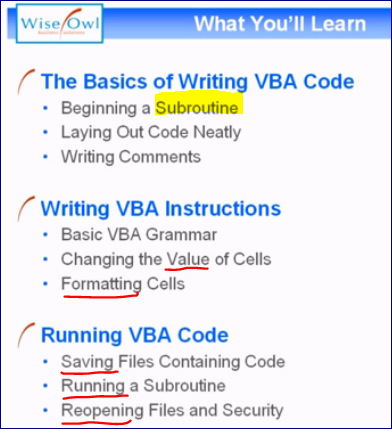 Wise Owl
Business Solutions
What You'll Learn
The Basics of Writing VBA Code
• Beginning a Subroutine
• Laying Out Code Neatly
• Writing Comments
Writing VBA Instructions
• Basic VBA Grammar
• Changing the Value of Cells
• Formatting Cells
Running VBA Code
• Saving Files Containing Code
• Running a Subroutine
• Reopening Files and Security